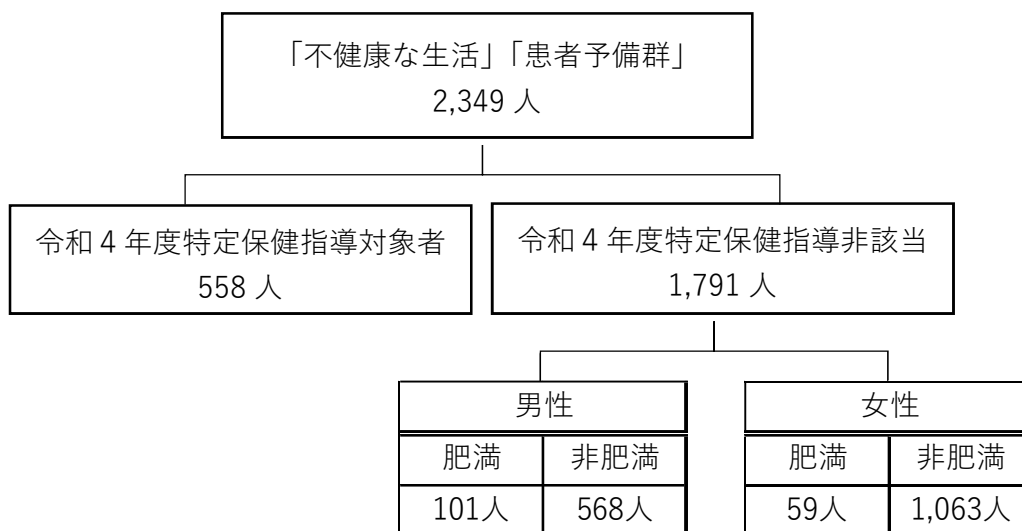 「不健康な生活」「患者予備群」
2,349 人
令和4年度特定保健指導対象者
558 人
令和4年度特定保健指導非該当
1,791 人
男性
女性
肥満 非肥満
肥満 非肥満
101人 568人
59人 1,063人